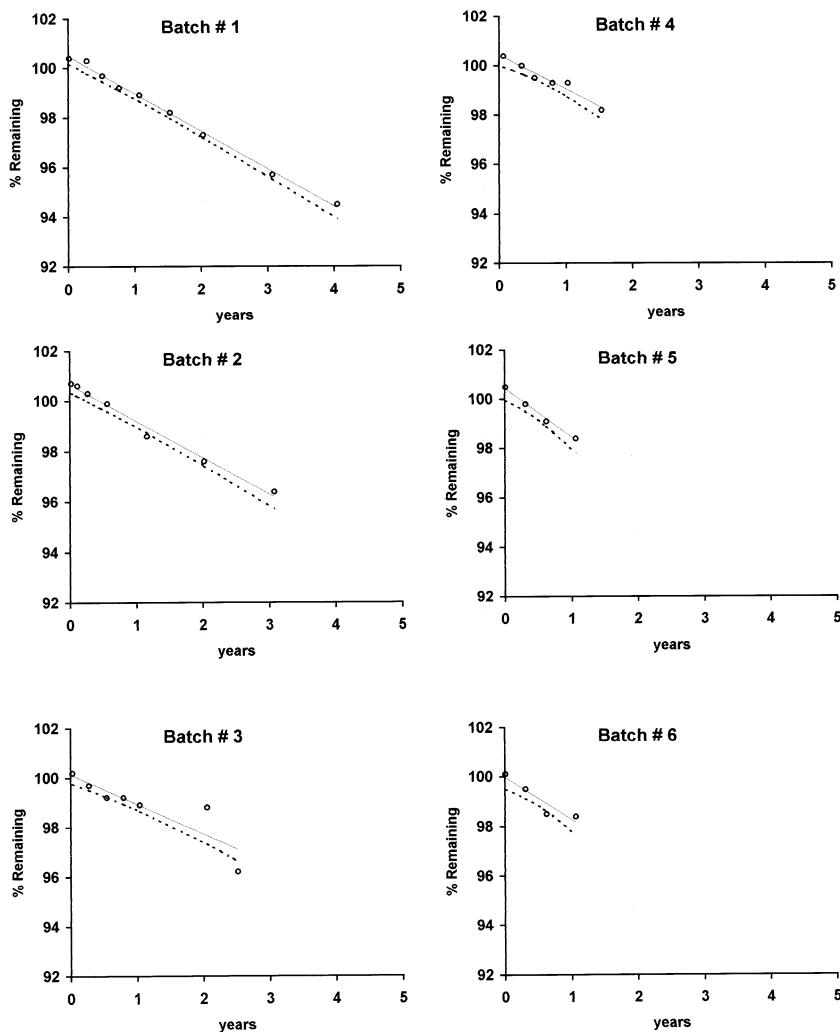 Batch # 1
102
100
98
96
94
92
% Remaining
0 1 2 3 4 5
years
Batch # 4
102
100
98
96
94
92
% Remaining
0 1 2 3 4 5
years
Batch # 2
102
100
98
96
94
92
% Remaining
0 1 2 3 4 5
years
Batch # 5
102
100
98
96
94
92
% Remaining
0 1 2 3 4 5
years
Batch # 3
102
100
98
96
94
92
% Remaining
0 1 2 3 4 5
years
Batch # 6
102
100
98
96
94
92
% Remaining
0 1 2 3 4 5
years